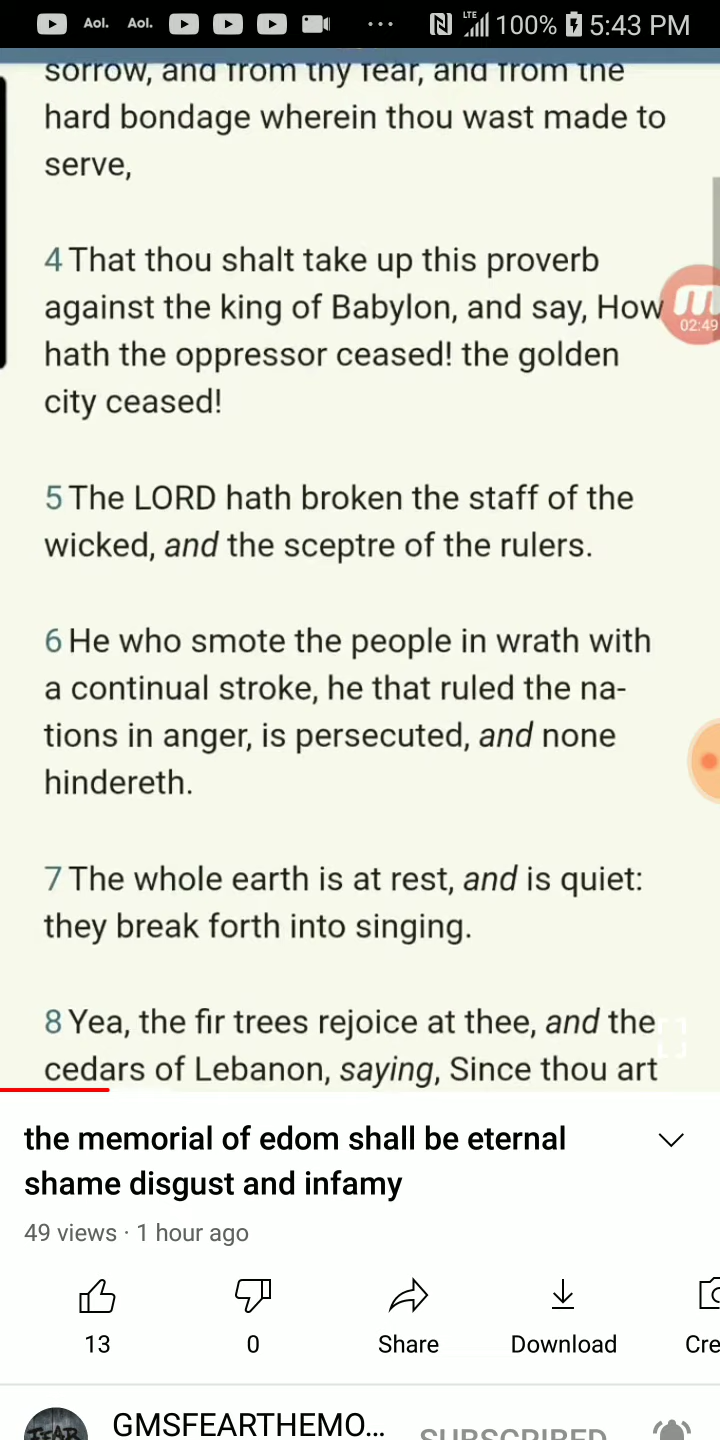 Aol. Aol. ... LTE 100% 5:43 PM
sorrow, and from thy fear, and from the
hard bondage wherein thou wast made to
serve,
4 That thou shalt take up this proverb
against the king of Babylon, and say, How
hath the oppressor ceased! the golden
city ceased!
02:49
5 The LORD hath broken the staff of the
wicked, and the sceptre of the rulers.
6 He who smote the people in wrath with
a continual stroke, he that ruled the na-
tions in anger, is persecuted, and none
hindereth.
7 The whole earth is at rest, and is quiet:
they break forth into singing.
8 Yea, the fir trees rejoice at thee, and the
cedars of Lebanon, saying, Since thou art
the memorial of edom shall be eternal
shame disgust and infamy
49 views · 1 hour ago
13 0 Share Download Cre
GMSFEARTHEMO... SUBSCRIBED